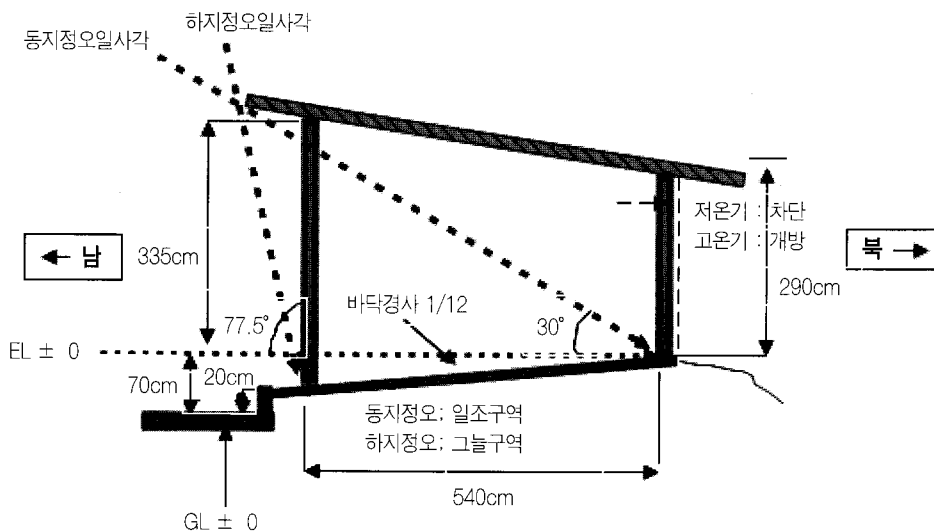 하지정오일사각
동지정오일사각
← 남
335cm
저온기 : 차단
고온기 : 개방
북 →
290cm
77.5°
바닥경사 1/12
30°
EL ± 0
70cm
20cm
동지정오; 일조구역
하지정오; 그늘구역
540cm
GL ± 0